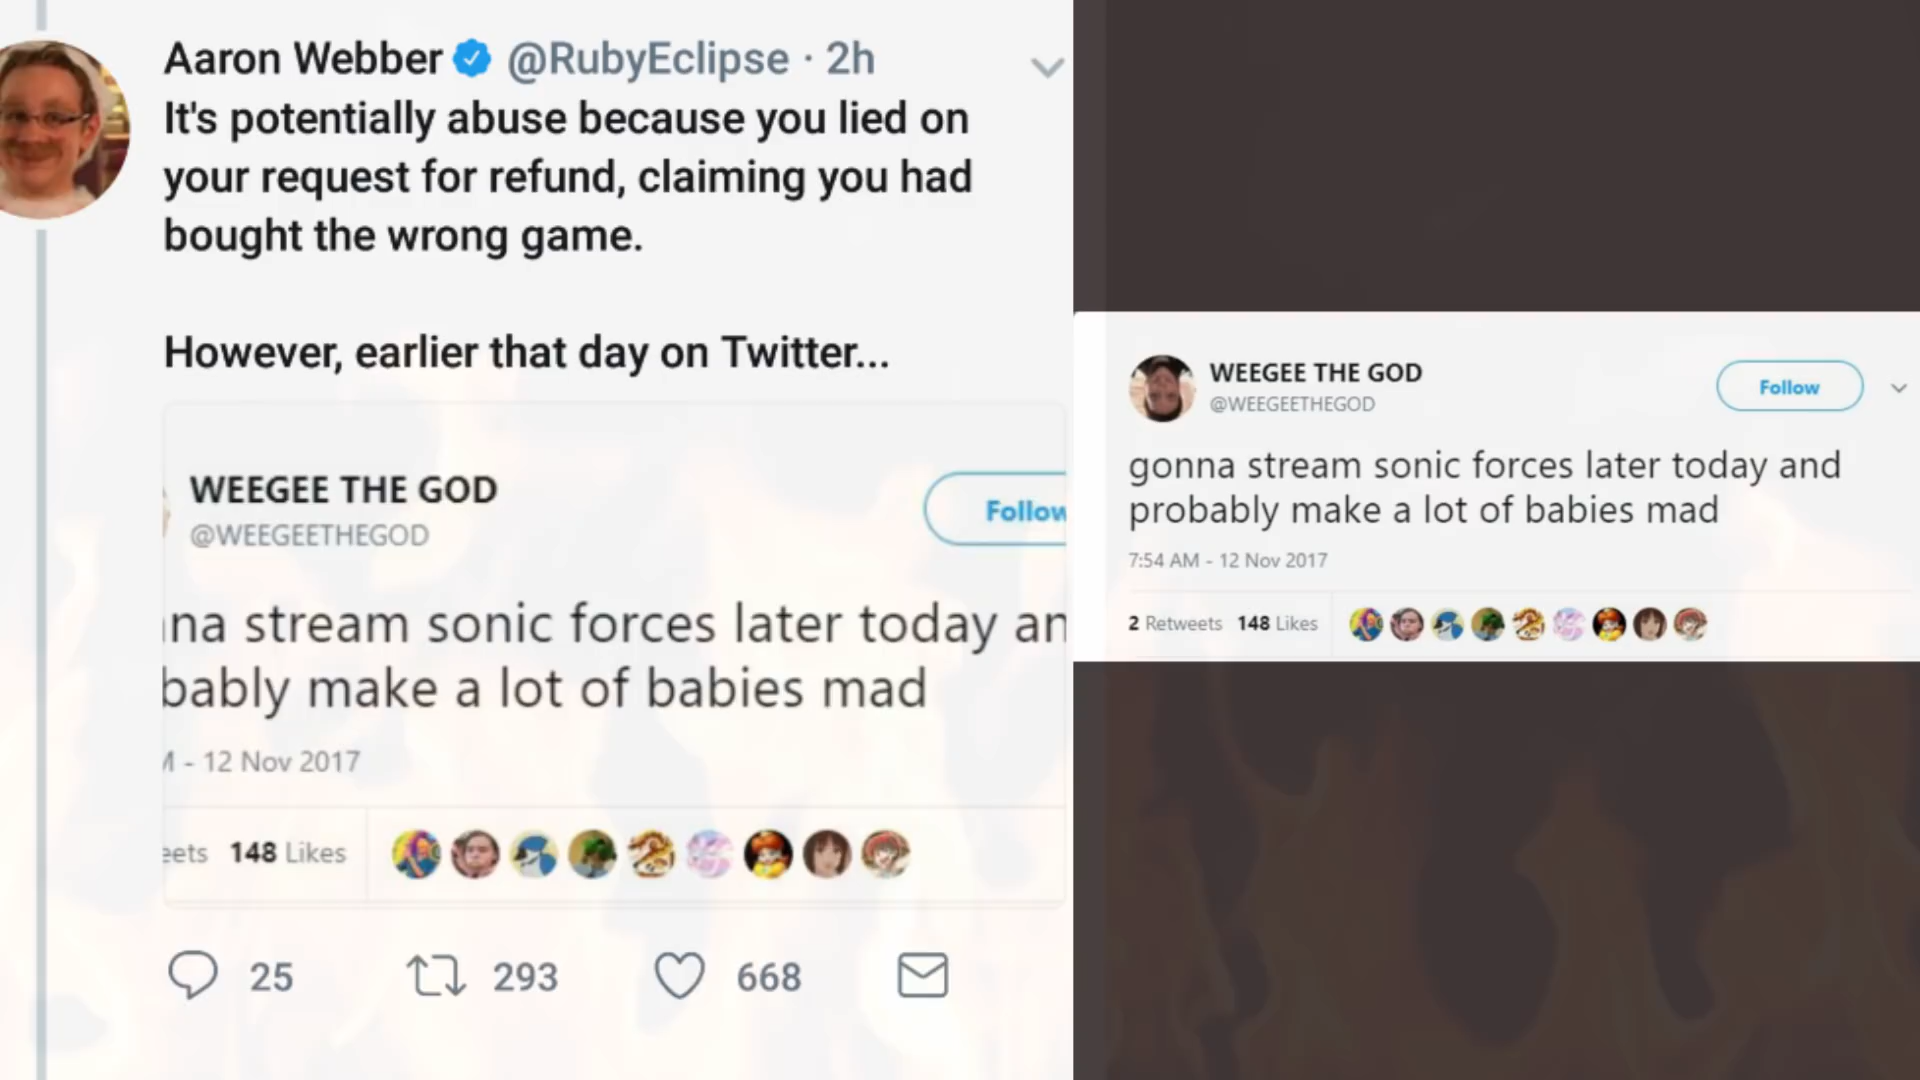 Aaron Webber @RubyEclipse · 2h
It's potentially abuse because you lied on
your request for refund, claiming you had
bought the wrong game.
However, earlier that day on Twitter...
WEEGEE THE GOD
@WEEGEETHEGOD
Follow
na stream sonic forces later today an
bably make a lot of babies mad
- 12 Nov 2017
eets 148 Likes
25 293 668
WEEGEE THE GOD
@WEEGEETHEGOD
Follow
gonna stream sonic forces later today and
probably make a lot of babies mad
7:54 AM - 12 Nov 2017
2 Retweets 148 Likes